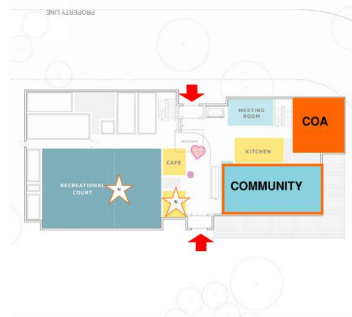 PROPERTY LINE
MEETING
ROOM
COA
KITCHEN
CAFE
COMMUNITY
RECREATIONAL
COURT
N
N